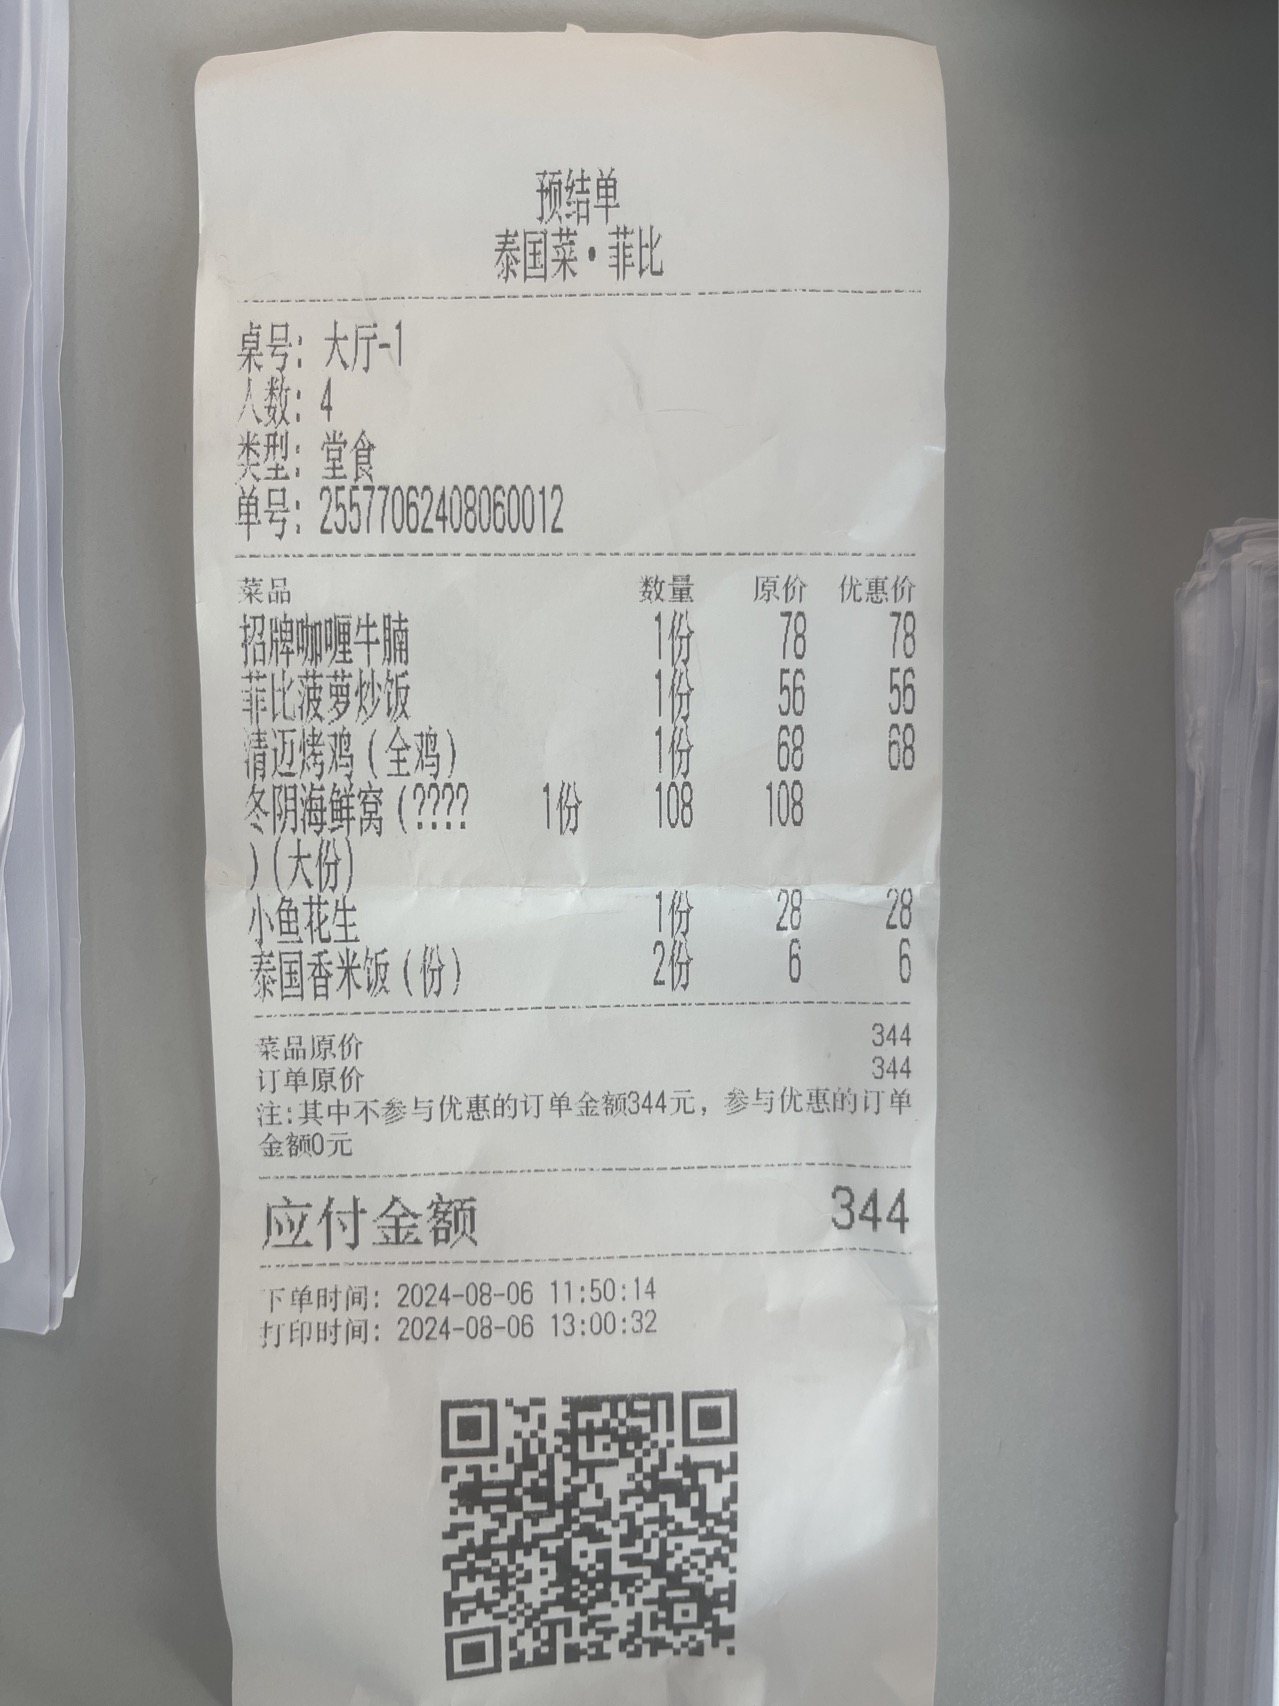 预结单
泰国菜·菲比
桌号：大厅-1
人数：4
类型：堂食
单号：25577062408060012
菜品 数量 原价 优惠价
招牌咖喱牛腩 1份 78 78
菲比菠萝炒饭 1份 56 56
清迈烤鸡(全鸡) 1份 68 68
冬阴海鲜窝(???? 1份 108 108
)(大份)
小鱼花生 1份 28 28
泰国香米饭(份) 2份 6 6
菜品原价 344
订单原价 344
注:其中不参与优惠的订单金额344元，参与优惠的订单
金额0元
应付金额 344
下单时间: 2024-08-06 11:50:14
打印时间: 2024-08-06 13:00:32